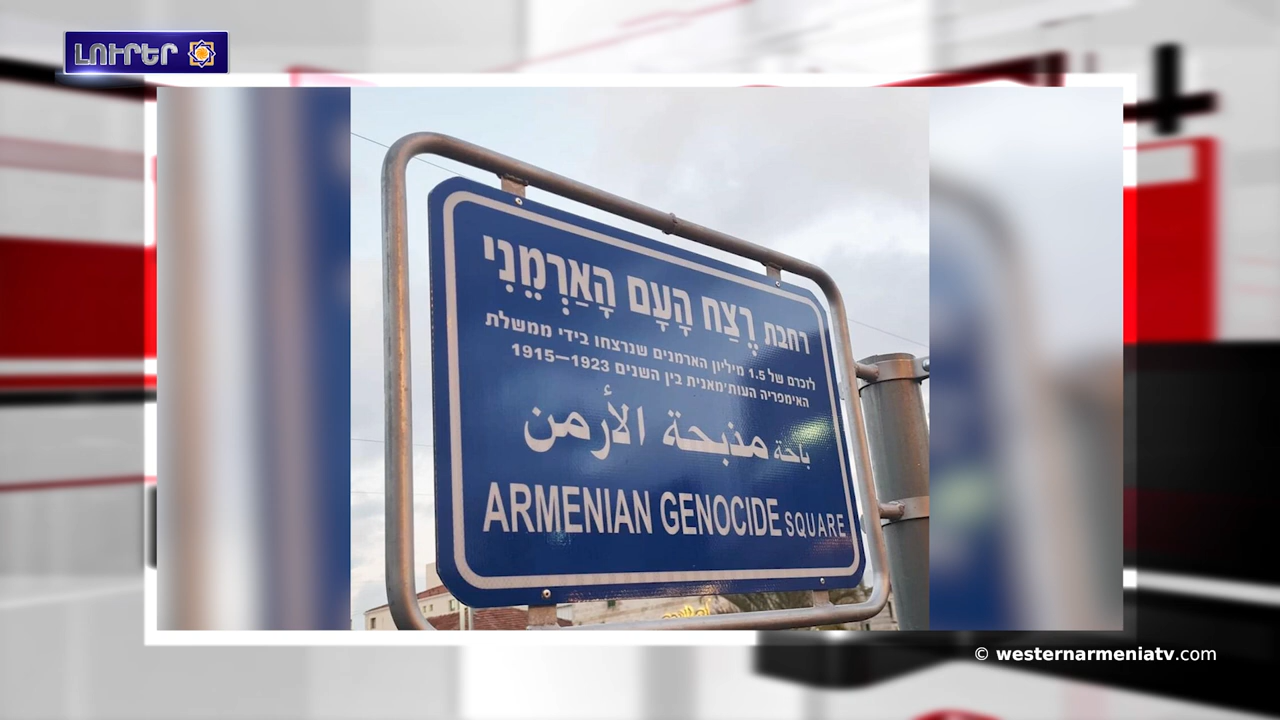 ԼՈՒՐԵՐ
רחבת רֶצַח הָעָם הָאַרְמֵנִי
לזכרם של 1.5 מיליון הארמנים שנרצחו בידי ממשלת
האימפריה העות'מאנית בין השנים 1923–1915
باحة مذبحة الأرمن
ARMENIAN GENOCIDE SQUARE
© westernarmeniatv.com